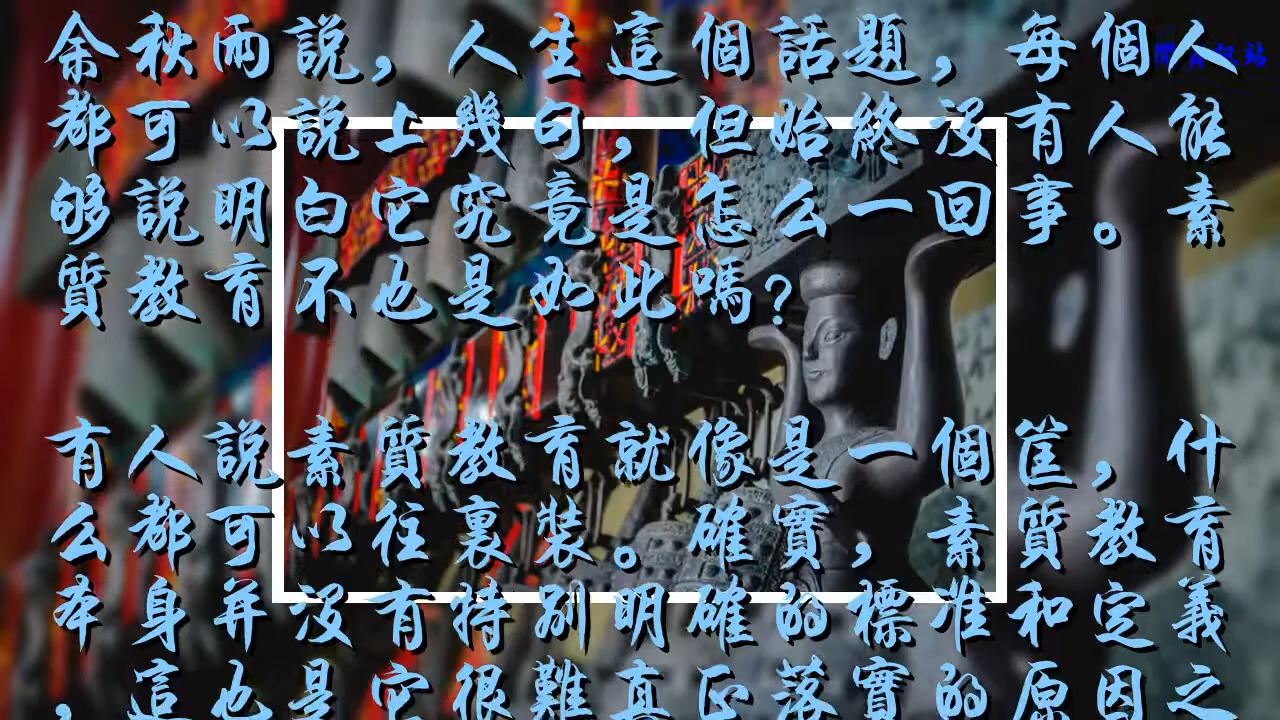 余秋雨說，人生這個話題，每個人
都可以說上幾句，但始終沒有人能
够說明白它究竟是怎么一回事。素
質教育不也是如此嗎？
有人說素質教育就像是一個筐，什
么都可以往裏裝。確實，素質教育
本身并没有特别明確的標准和定義
，這也是它很難真正落實的原因之